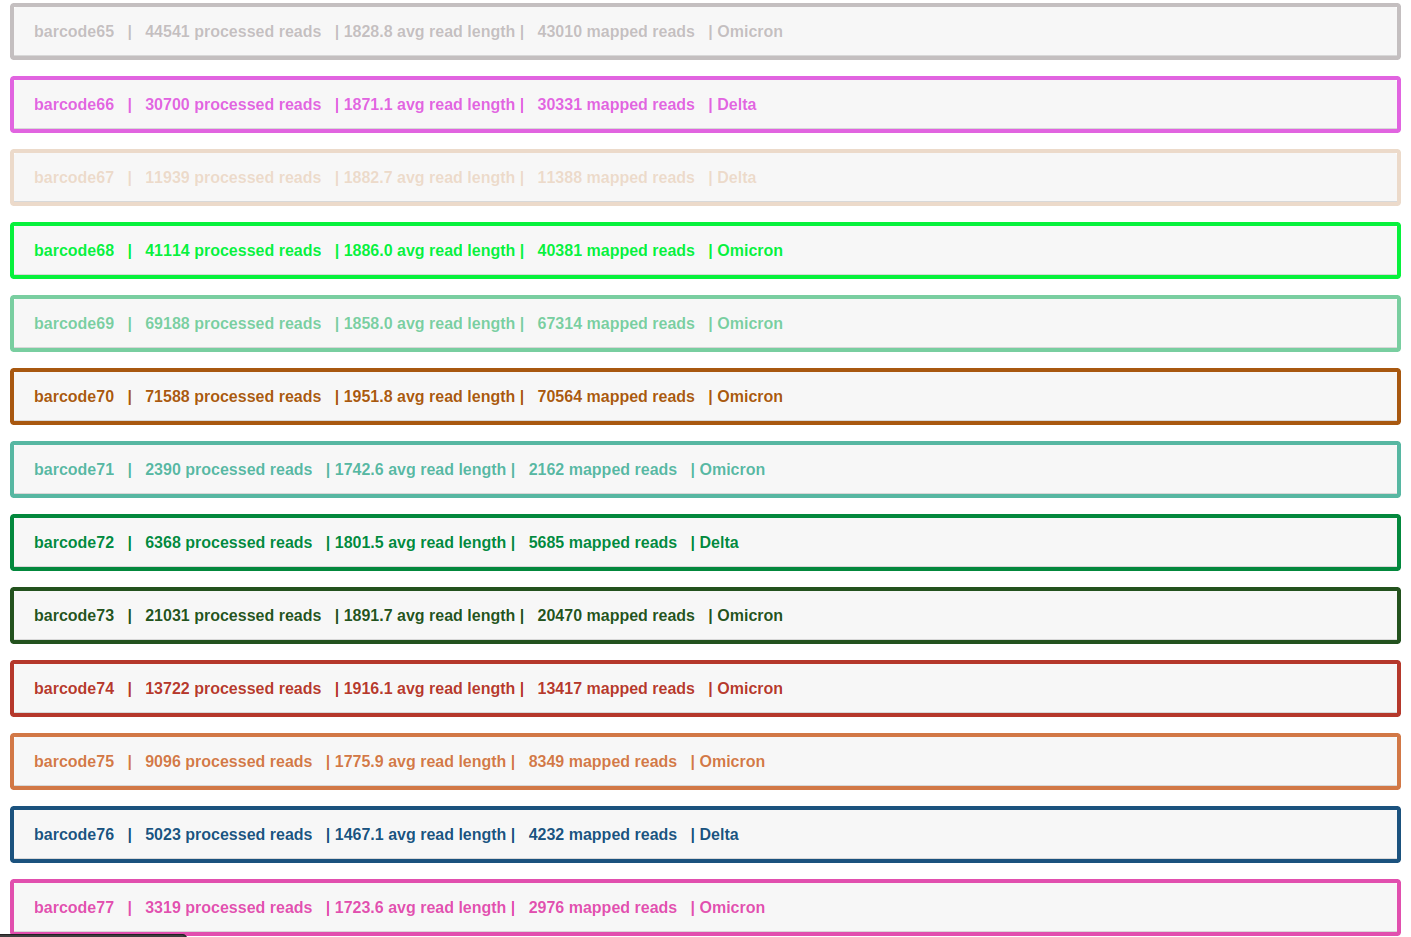 barcode65 | 44541 processed reads | 1828.8 avg read length | 43010 mapped reads | Omicron
barcode66 | 30700 processed reads | 1871.1 avg read length | 30331 mapped reads | Delta
barcode67 | 11939 processed reads | 1882.7 avg read length | 11388 mapped reads | Delta
barcode68 | 41114 processed reads | 1886.0 avg read length | 40381 mapped reads | Omicron
barcode69 | 69188 processed reads | 1858.0 avg read length | 67314 mapped reads | Omicron
barcode70 | 71588 processed reads | 1951.8 avg read length | 70564 mapped reads | Omicron
barcode71 | 2390 processed reads | 1742.6 avg read length | 2162 mapped reads | Omicron
barcode72 | 6368 processed reads | 1801.5 avg read length | 5685 mapped reads | Delta
barcode73 | 21031 processed reads | 1891.7 avg read length | 20470 mapped reads | Omicron
barcode74 | 13722 processed reads | 1916.1 avg read length | 13417 mapped reads | Omicron
barcode75 | 9096 processed reads | 1775.9 avg read length | 8349 mapped reads | Omicron
barcode76 | 5023 processed reads | 1467.1 avg read length | 4232 mapped reads | Delta
barcode77 | 3319 processed reads | 1723.6 avg read length | 2976 mapped reads | Omicron